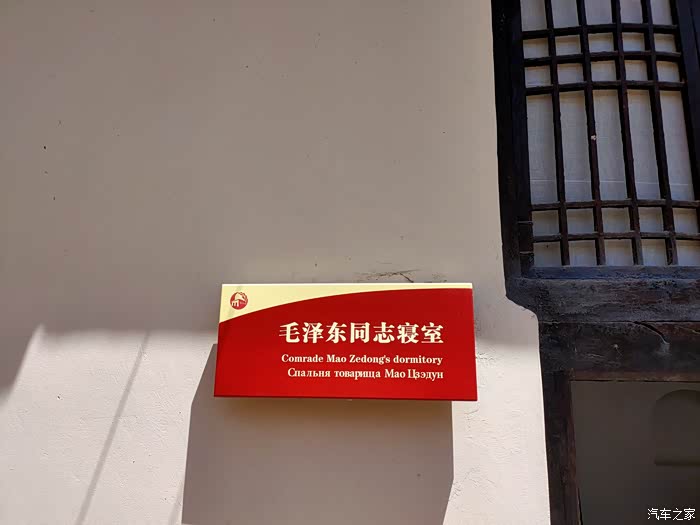 毛泽东同志寝室
Comrade Mao Zedong's dormitory
Спальня товарища Мао Цзэдун
汽车之家